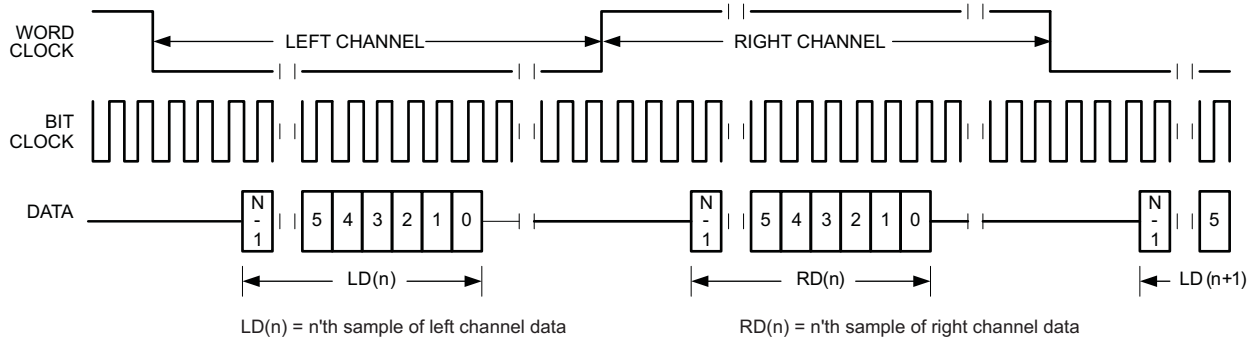 WORD
CLOCK
LEFT CHANNEL
RIGHT CHANNEL
BIT
CLOCK
DATA
N
-
1
5 4 3 2 1 0
N
-
1
5 4 3 2 1 0
N
-
1
5
LD(n)
RD(n)
LD (n+1)
LD(n) = n'th sample of left channel data
RD(n) = n'th sample of right channel data